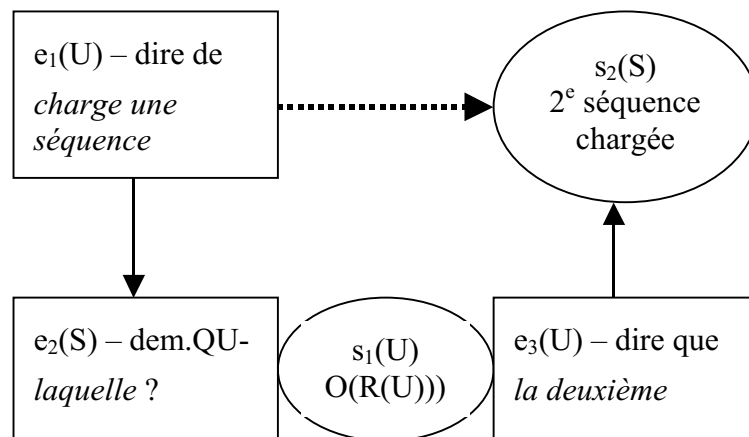 e₁(U) – dire de
charge une
séquence
s₂(S)
2ᵉ séquence
chargée
e₂(S) – dem.QU-
laquelle ?
s₁(U)
O(R(U)))
e₃(U) – dire que
la deuxième